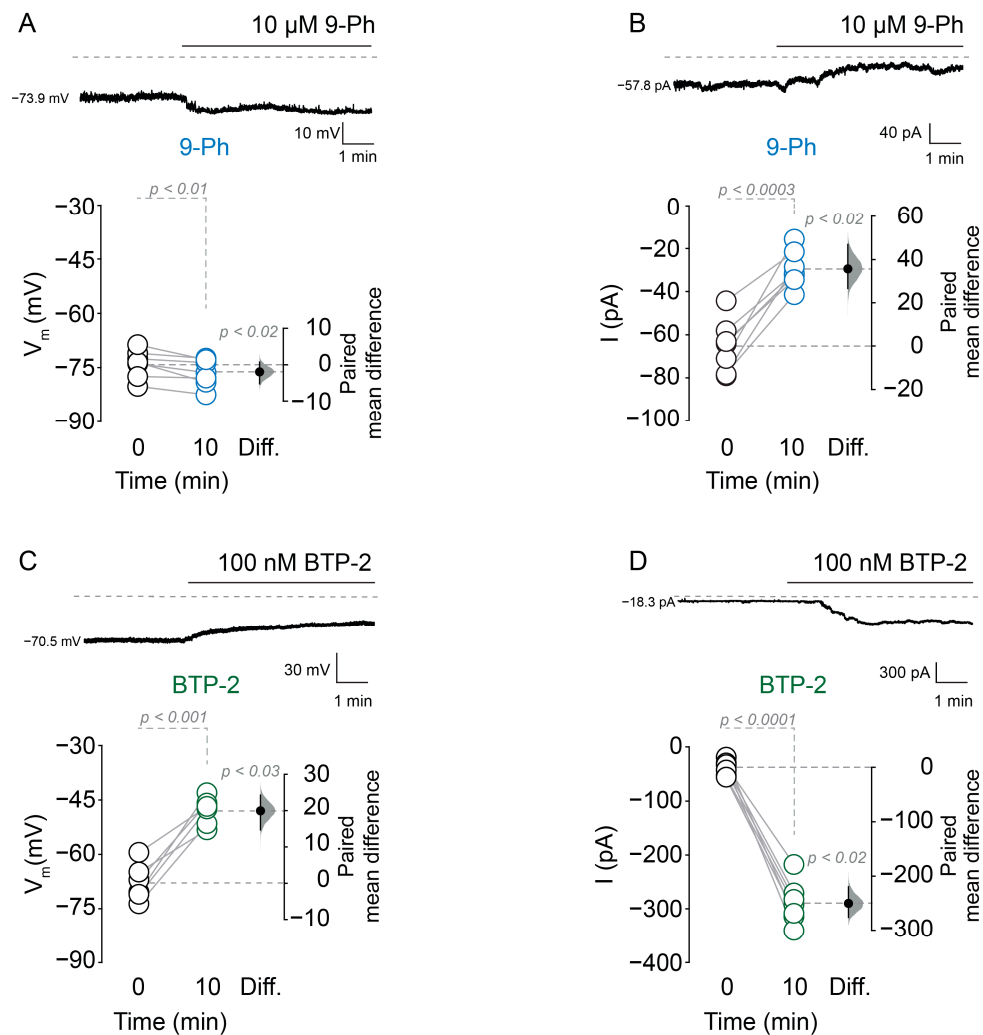 A
10 µM 9-Ph
−73.9 mV
10 mV
1 min
9-Ph
p < 0.01
−30
−45
−60
−75
−90
Vm (mV)
p < 0.02
10
0
−10
Paired
mean difference
0 10 Diff.
Time (min)
B
10 µM 9-Ph
−57.8 pA
40 pA
1 min
9-Ph
p < 0.0003
0
−20
−40
−60
−80
−100
I (pA)
p < 0.02
60
40
20
0
−20
Paired
mean difference
0 10 Diff.
Time (min)
C
100 nM BTP-2
−70.5 mV
30 mV
1 min
BTP-2
p < 0.001
−30
−45
−60
−75
−90
Vm(mV)
p < 0.03
30
20
10
0
−10
Paired
mean difference
0 10 Diff.
Time (min)
D
100 nM BTP-2
−18.3 pA
300 pA
1 min
BTP-2
p < 0.0001
0
−100
−200
−300
−400
I (pA)
p < 0.02
0
−100
−200
−300
Paired
mean difference
0 10 Diff.
Time (min)